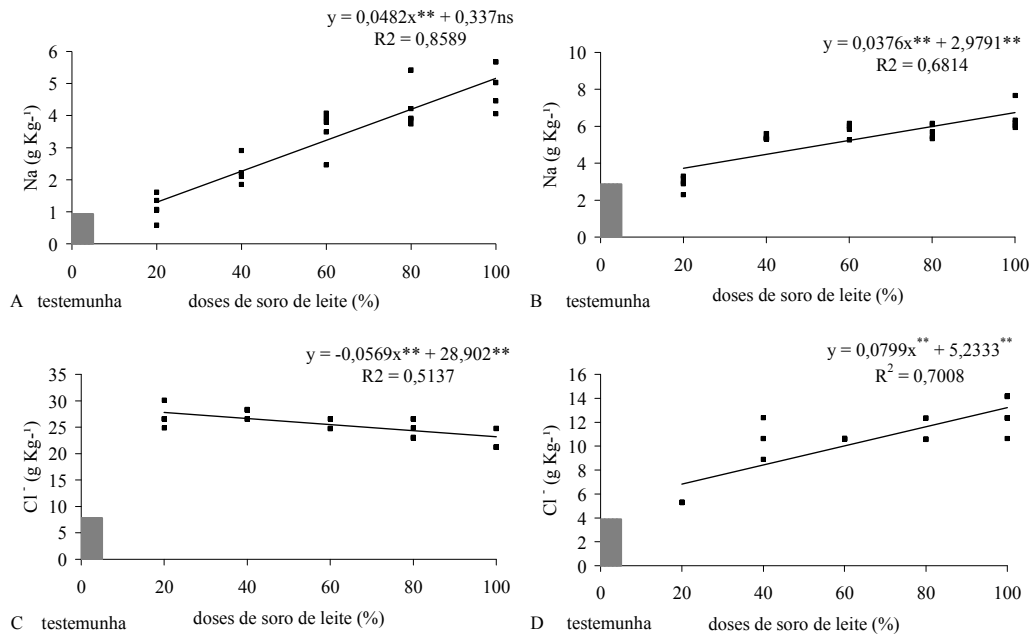 y = 0,0482x** + 0,337ns
R2 = 0,8589
Na (g Kg-¹)
6
5
4
3
2
1
0
0 20 40 60 80 100
A testemunha doses de soro de leite (%)
y = 0,0376x** + 2,9791**
R2 = 0,6814
Na (g Kg-¹)
10
8
6
4
2
0
0 20 40 60 80 100
B testemunha doses de soro de leite (%)
y = -0,0569x** + 28,902**
R2 = 0,5137
Cl⁻ (g Kg-¹)
35
30
25
20
15
10
5
0
0 20 40 60 80 100
C testemunha doses de soro de leite (%)
y = 0,0799x** + 5,2333**
R² = 0,7008
Cl⁻ (g Kg-¹)
16
14
12
10
8
6
4
2
0
0 20 40 60 80 100
D testemunha doses de soro de leite (%)